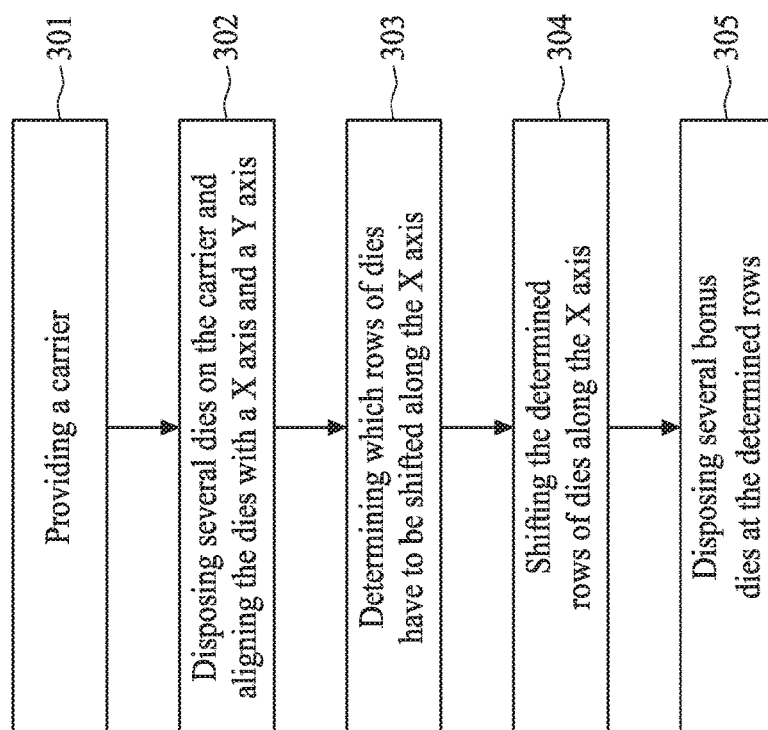 Providing a carrier
301
Disposing several dies on the carrier and
aligning the dies with a X axis and a Y axis
302
Determining which rows of dies
have to be shifted along the X axis
303
Shifting the determined
rows of dies along the X axis
304
Disposing several bonus
dies at the determined rows
305